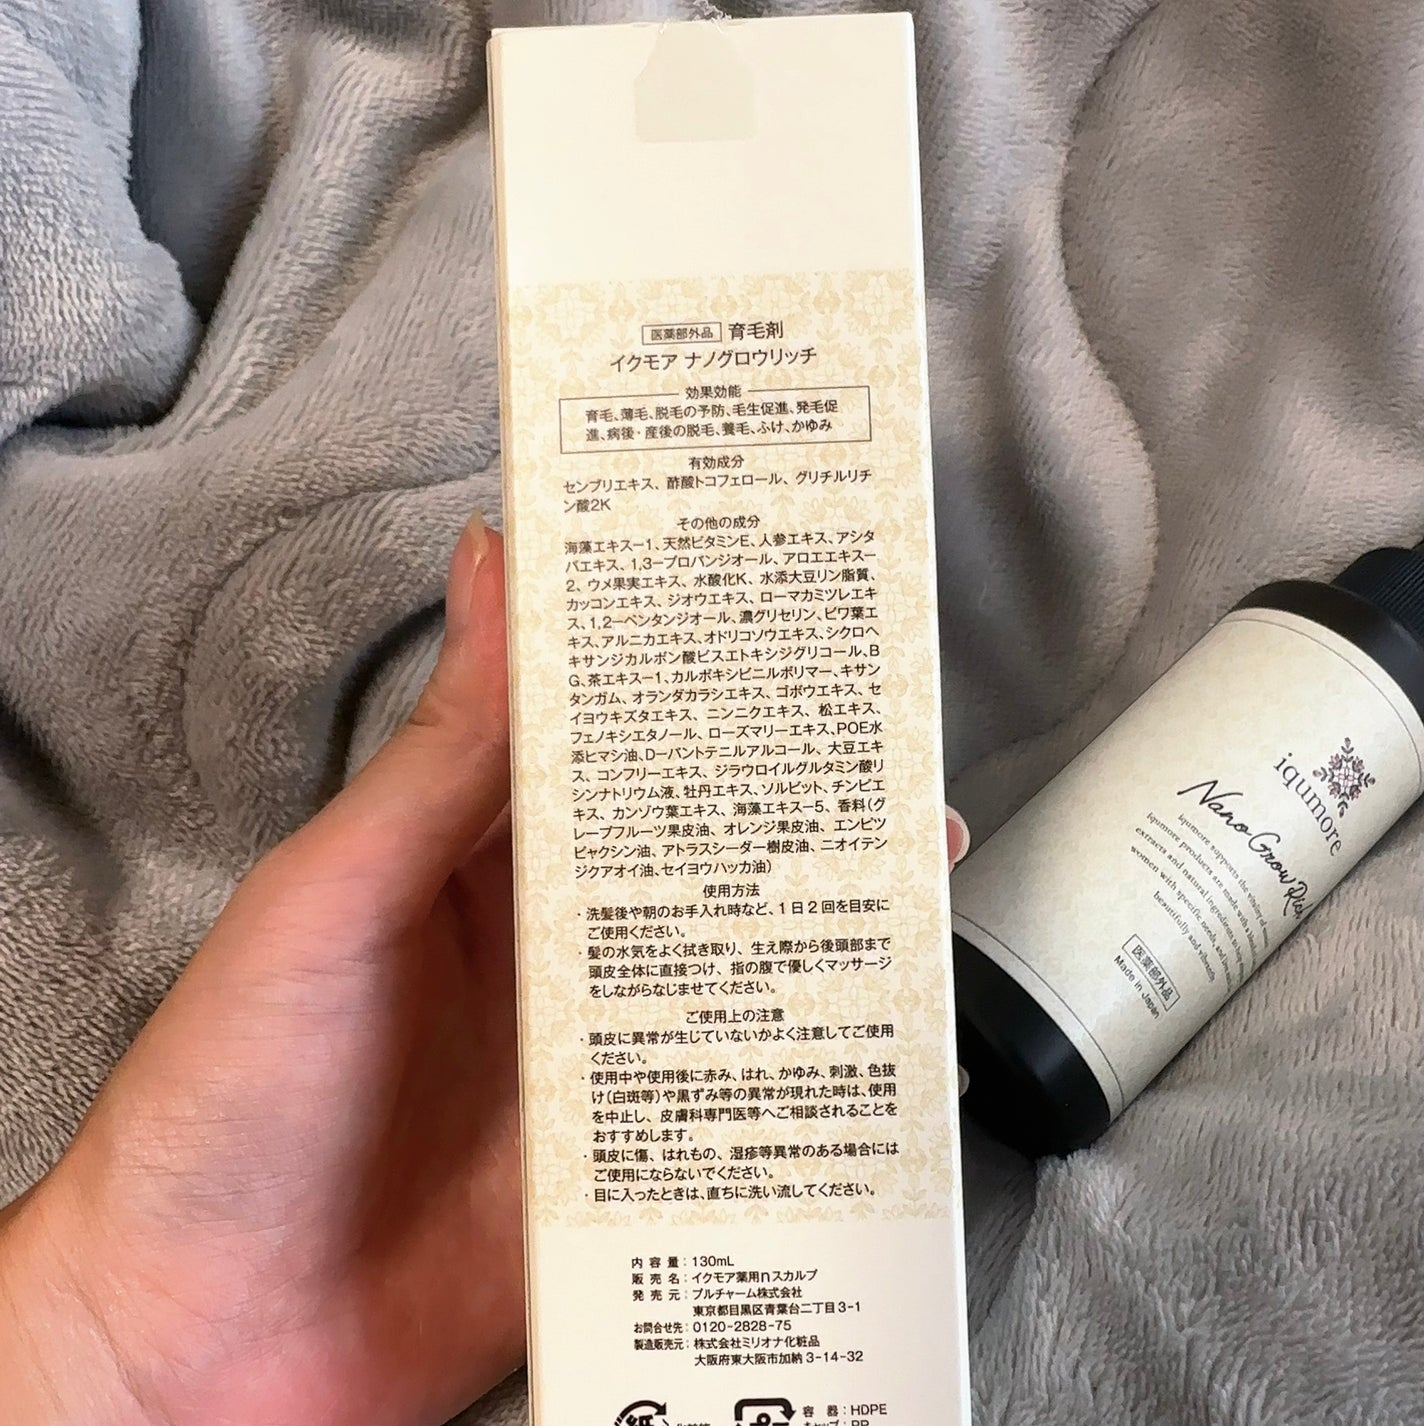 医薬部外品 育毛剤
イクモア ナノグロウリッチ
効果効能
育毛、薄毛、脱毛の予防、毛生促進、発毛促
進、病後・産後の脱毛、養毛、ふけ、かゆみ
有効成分
センブリエキス、酢酸トコフェロール、グリチルリチ
ン酸2K
その他の成分
海藻エキスー1、天然ビタミンE、人参エキス、アシタ
バエキス、1,3ープロパンジオール、アロエエキスー
2、ウメ果実エキス、水酸化K、水添大豆リン脂質、
カッコンエキス、ジオウエキス、ローマカミツレエキ
ス、1,2ーペンタンジオール、濃グリセリン、ビワ葉エ
キス、アルニカエキス、オドリコソウエキス、シクロヘ
キサンジカルボン酸ビスエトキシジグリコール、B
G、茶エキスー1、カルボキシビニルポリマー、キサン
タンガム、オランダカラシエキス、ゴボウエキス、セ
イヨウキズタエキス、ニンニクエキス、松エキス、
フェノキシエタノール、ローズマリーエキス、POE水
添ヒマシ油、Dーパントテニルアルコール、大豆エキ
ス、コンフリーエキス、ジラウロイルグルタミン酸リ
シンナトリウム液、牡丹エキス、ソルビット、チンピエ
キス、カンゾウ葉エキス、海藻エキスー5、香料(グ
レープフルーツ果皮油、オレンジ果皮油、エンピツ
ビャクシン油、アトラスシーダー樹皮油、ニオイテン
ジクアオイ油、セイヨウハッカ油)
使用方法
・洗髪後や朝のお手入れ時など、1日2回を目安に
ご使用ください。
・髪の水気をよく拭き取り、生え際から後頭部まで
頭皮全体に直接つけ、指の腹で優しくマッサージ
をしながらなじませてください。
ご使用上の注意
・頭皮に異常が生じていないかよく注意してご使用
ください。
・使用中や使用後に赤み、はれ、かゆみ、刺激、色抜
け(白斑等)や黒ずみ等の異常が現れた時は、使用
を中止し、皮膚科専門医等へご相談されることを
おすすめします。
・頭皮に傷、はれもの、湿疹等異常のある場合には
ご使用にならないでください。
・目に入ったときは、直ちに洗い流してください。
内容量：130mL
販売名：イクモア薬用nスカルプ
発売元：プルチャーム株式会社
東京都目黒区青葉台二丁目3-1
お問合せ先：0120-2828-75
製造販売元：株式会社ミリオナ化粧品
大阪府東大阪市加納3-14-32
容器：HDPE
iqumore
Nano Grow Rich
iqumore supports the vitality of
iqumore products are made with a
extracts and natural ingredients to
women with specific needs, and
beautifully and vibrantly
医薬部外品
Made in Japan